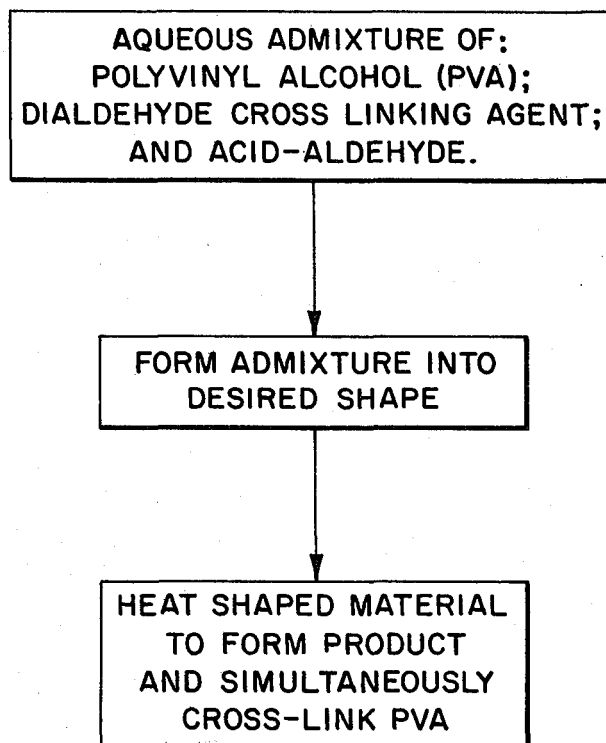 AQUEOUS ADMIXTURE OF:
POLYVINYL ALCOHOL (PVA);
DIALDEHYDE CROSS LINKING AGENT;
AND ACID-ALDEHYDE.
FORM ADMIXTURE INTO
DESIRED SHAPE
HEAT SHAPED MATERIAL
TO FORM PRODUCT
AND SIMULTANEOUSLY
CROSS-LINK PVA